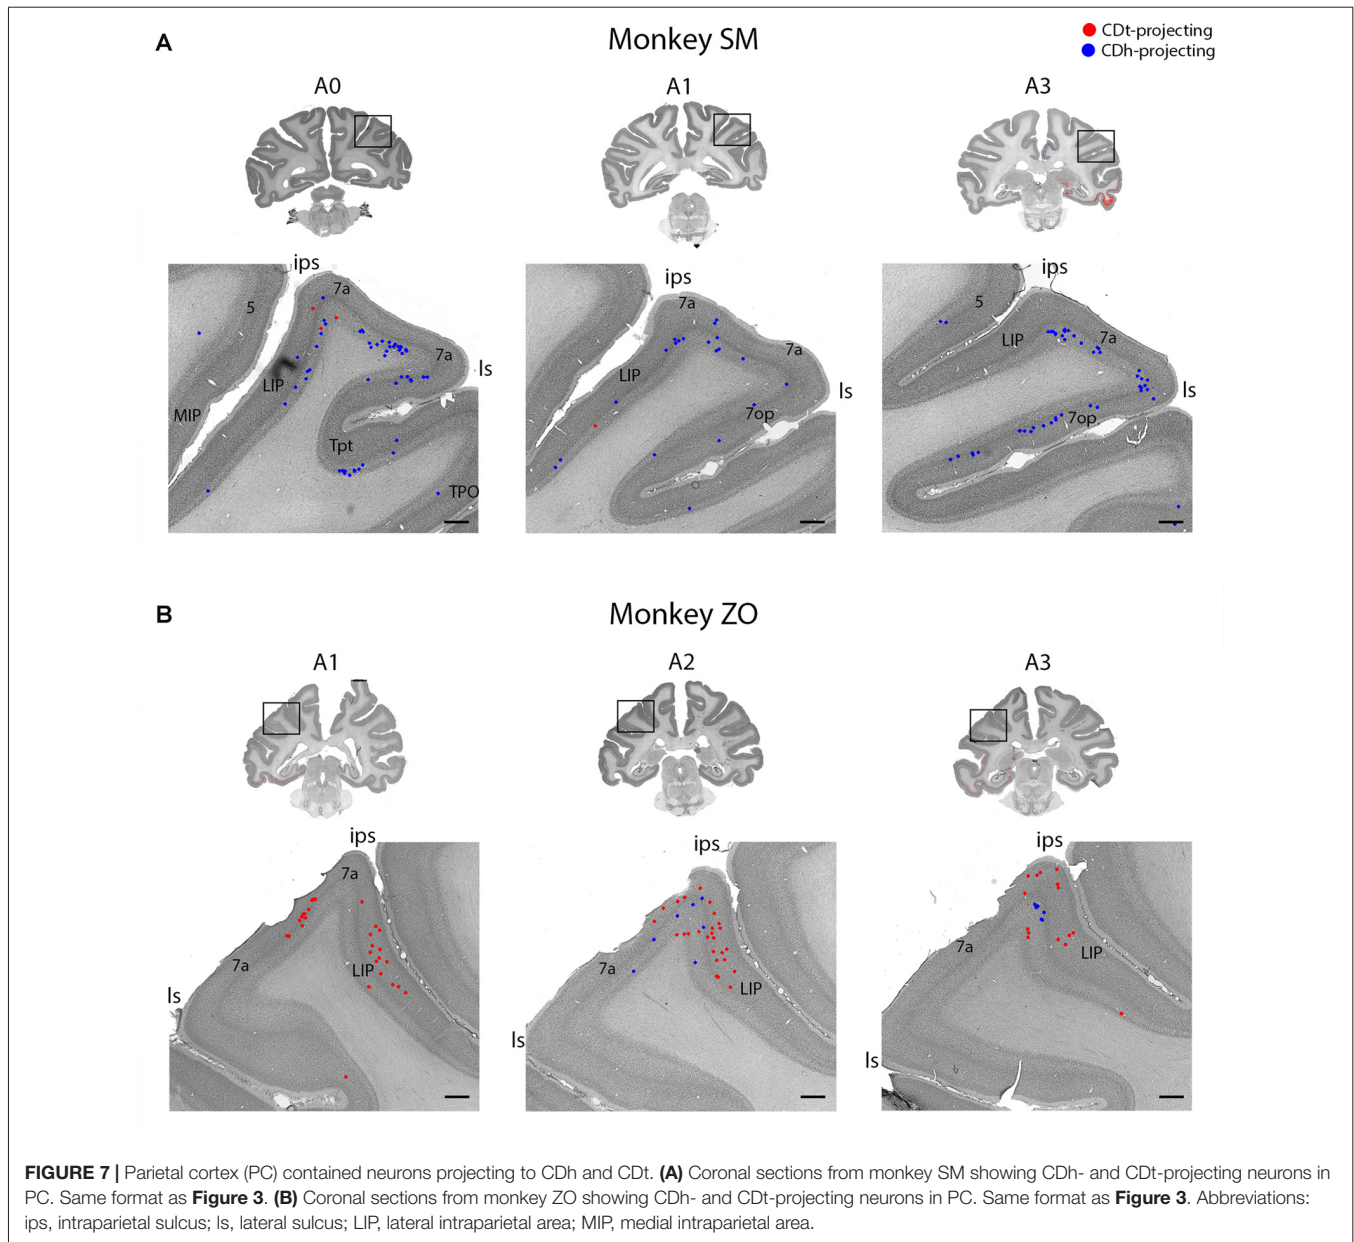 A
Monkey SM
CDt-projecting
CDh-projecting
A0
A1
A3
ips
5
7a
7a
ls
LIP
MIP
Tpt
TPO
ips
7a
7a
LIP
ls
7op
ips
5
LIP
7a
ls
7op
B
Monkey ZO
A1
A2
A3
ips
7a
7a
LIP
ls
ips
7a
LIP
ls
ips
7a
LIP
ls
FIGURE 7 | Parietal cortex (PC) contained neurons projecting to CDh and CDt. (A) Coronal sections from monkey SM showing CDh- and CDt-projecting neurons in
PC. Same format as Figure 3. (B) Coronal sections from monkey ZO showing CDh- and CDt-projecting neurons in PC. Same format as Figure 3. Abbreviations:
ips, intraparietal sulcus; ls, lateral sulcus; LIP, lateral intraparietal area; MIP, medial intraparietal area.